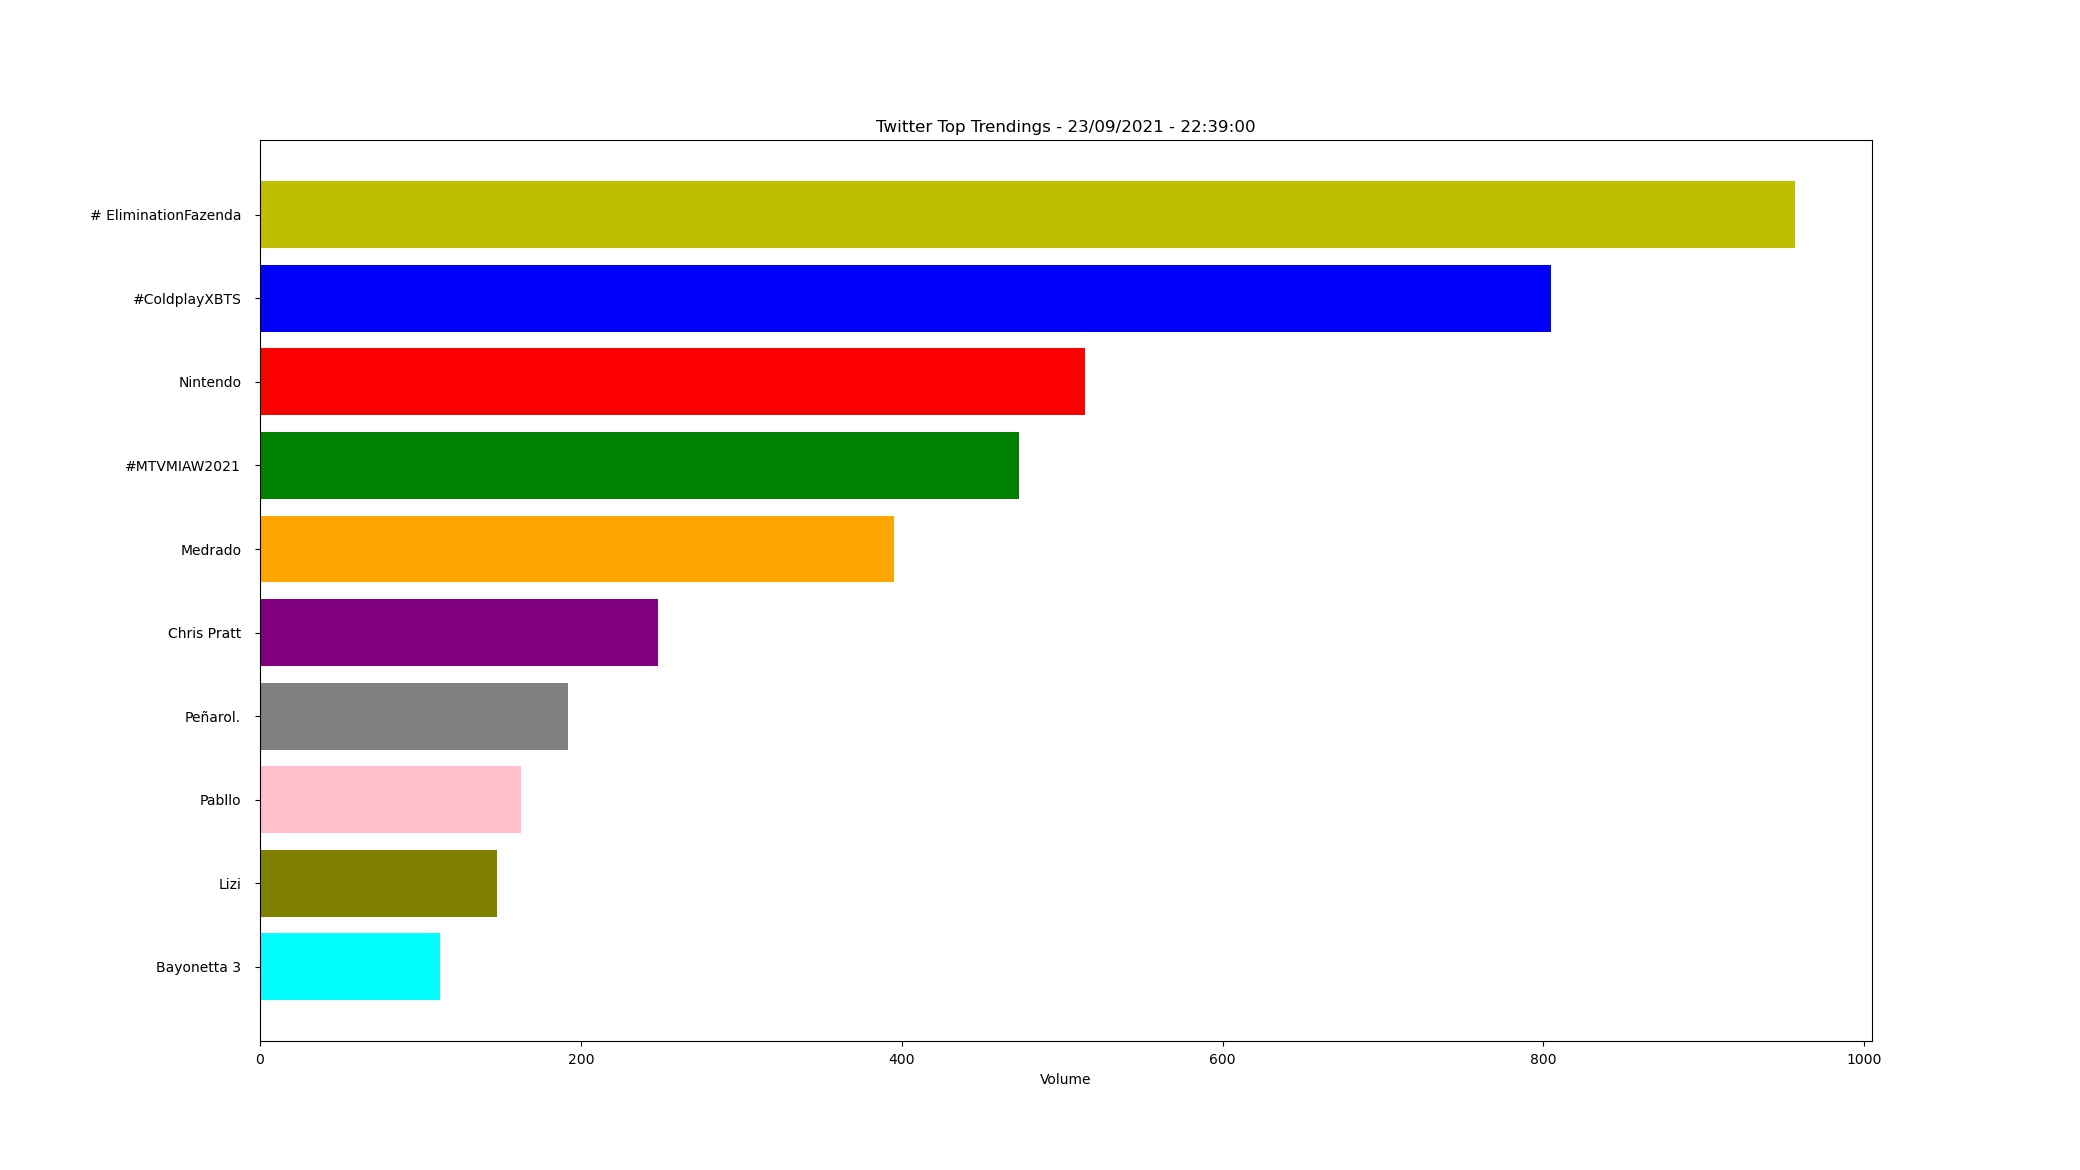 Twitter Top Trendings - 23/09/2021 - 22:39:00
# EliminationFazenda
#ColdplayXBTS
Nintendo
#MTVMIAW2021
Medrado
Chris Pratt
Peñarol.
Pabllo
Lizi
Bayonetta 3
0 200 400 600 800 1000
Volume